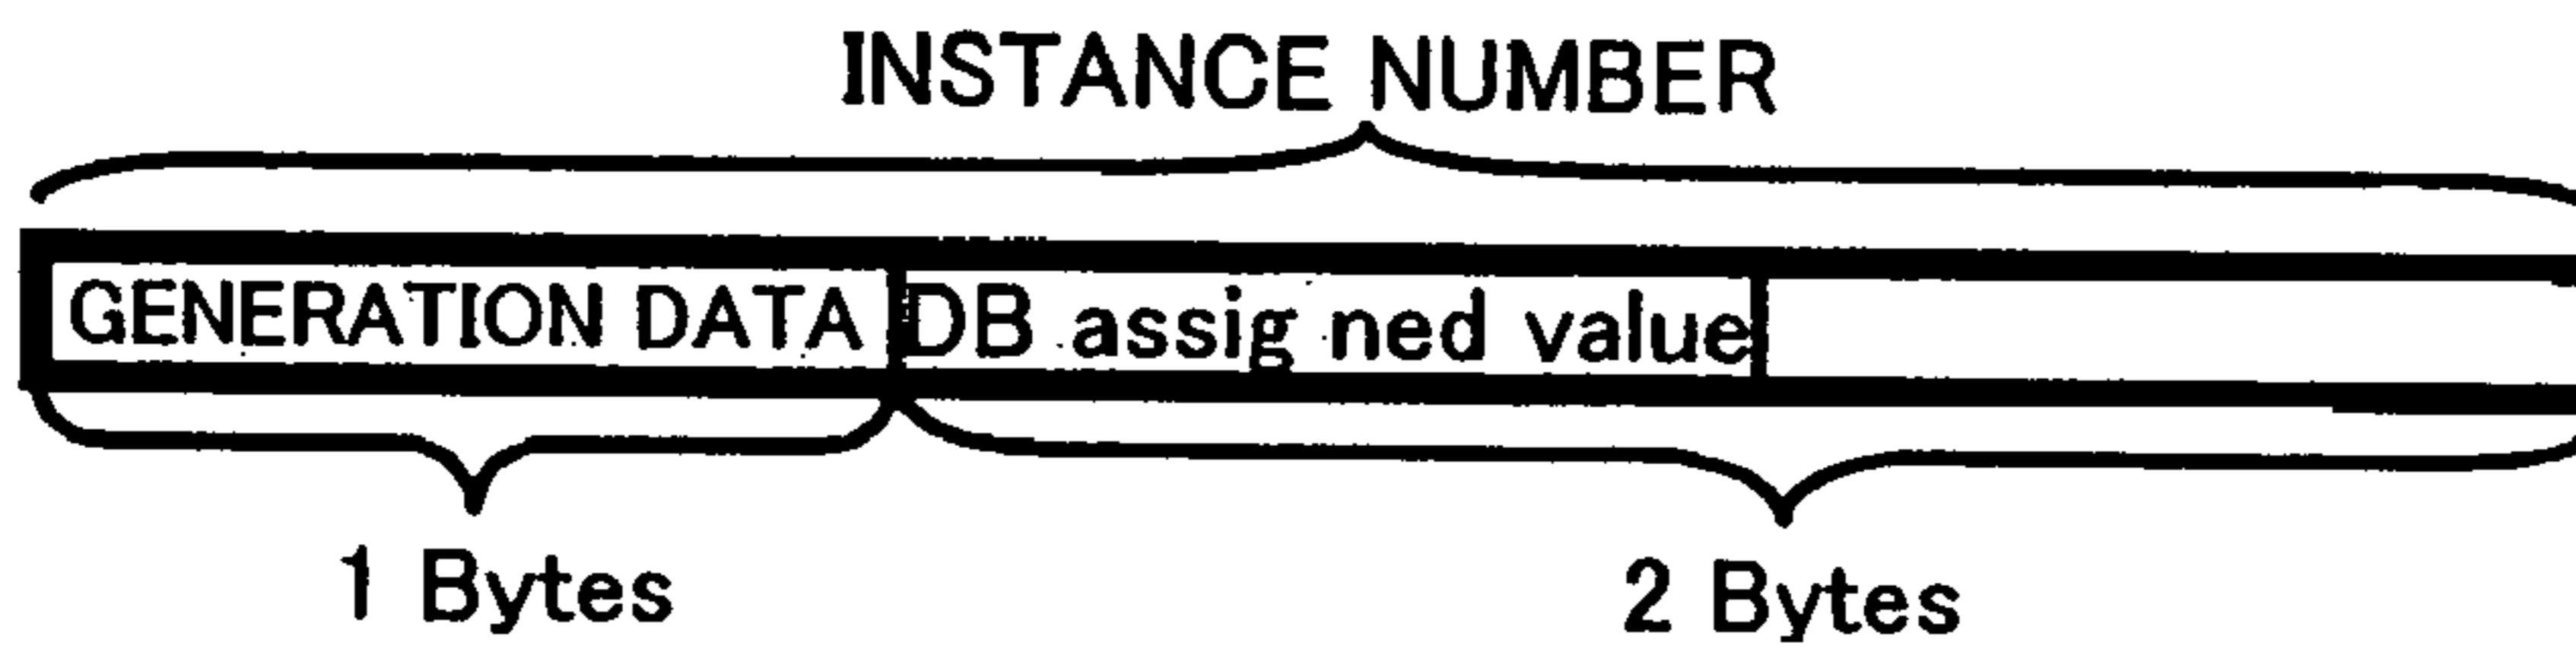 INSTANCE NUMBER
GENERATION DATA DB assig ned value
1 Bytes 2 Bytes